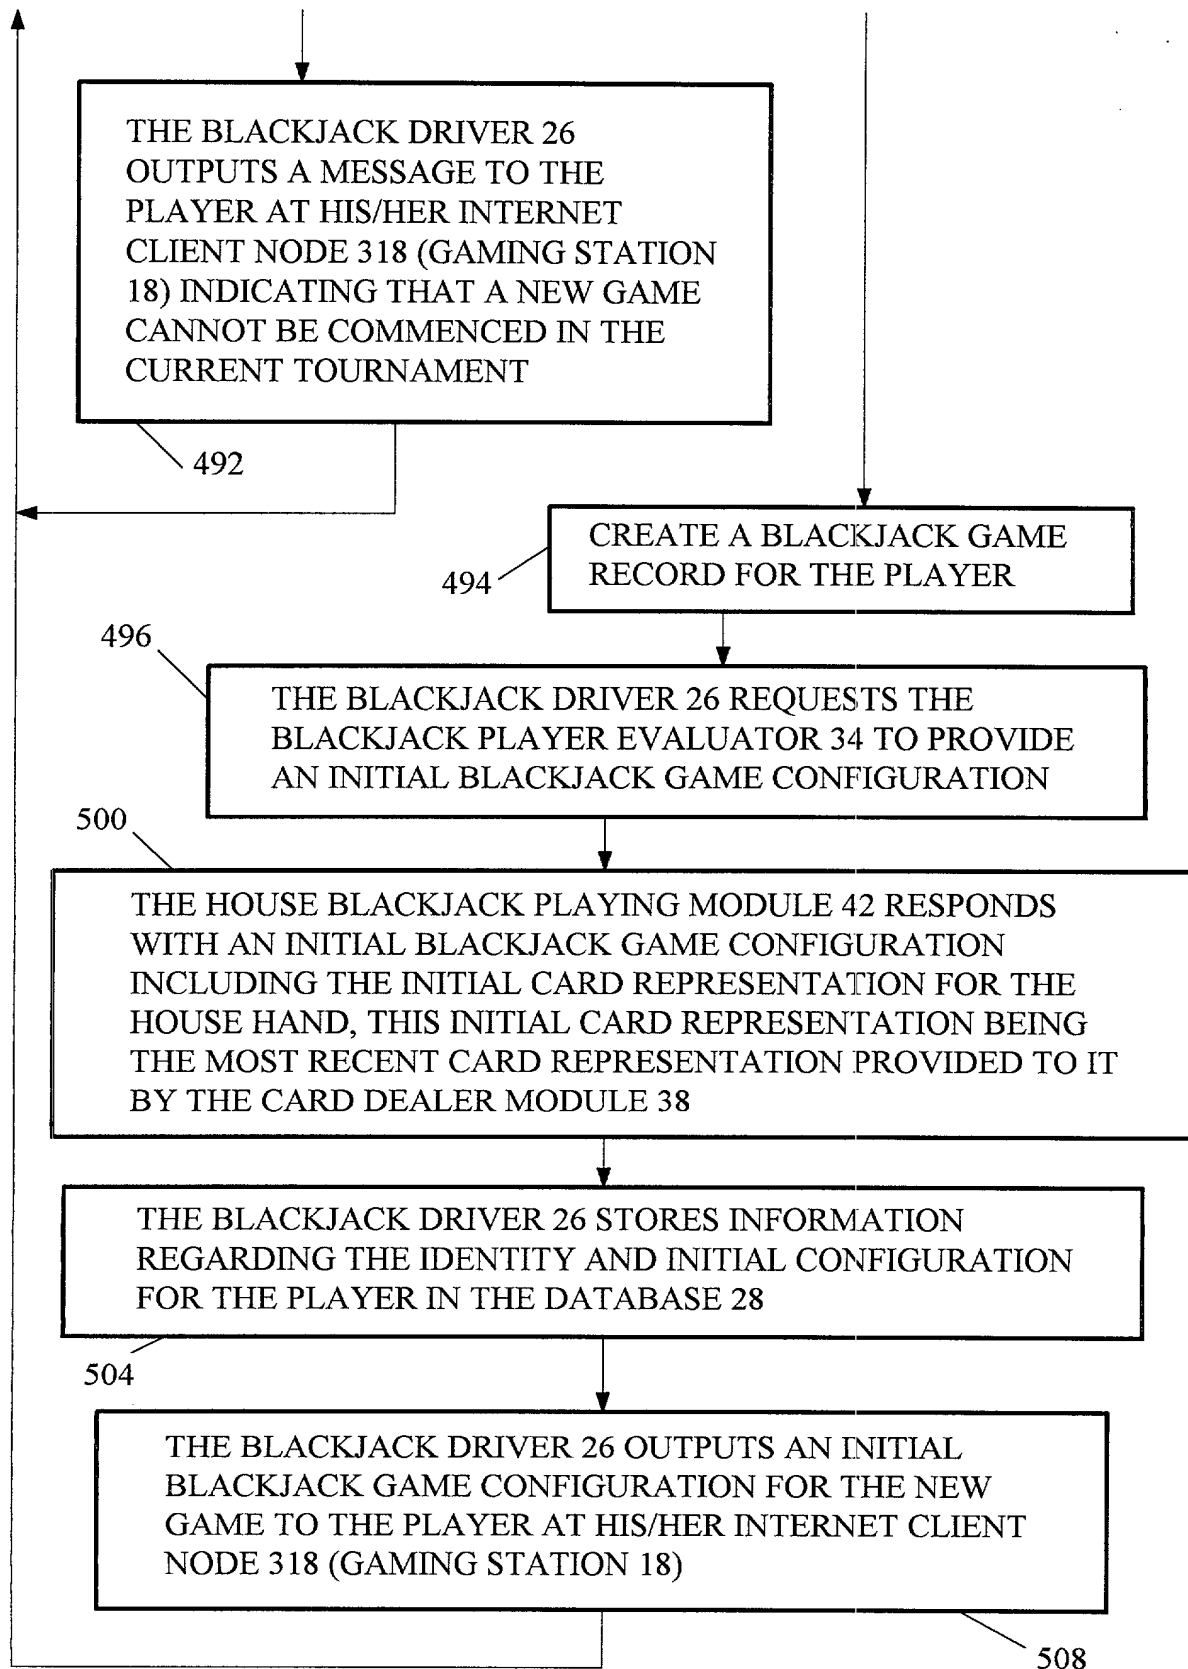 THE BLACKJACK DRIVER 26
OUTPUTS A MESSAGE TO THE
PLAYER AT HIS/HER INTERNET
CLIENT NODE 318 (GAMING STATION
18) INDICATING THAT A NEW GAME
CANNOT BE COMMENCED IN THE
CURRENT TOURNAMENT
492
CREATE A BLACKJACK GAME
RECORD FOR THE PLAYER
494
496
THE BLACKJACK DRIVER 26 REQUESTS THE
BLACKJACK PLAYER EVALUATOR 34 TO PROVIDE
AN INITIAL BLACKJACK GAME CONFIGURATION
500
THE HOUSE BLACKJACK PLAYING MODULE 42 RESPONDS
WITH AN INITIAL BLACKJACK GAME CONFIGURATION
INCLUDING THE INITIAL CARD REPRESENTATION FOR THE
HOUSE HAND, THIS INITIAL CARD REPRESENTATION BEING
THE MOST RECENT CARD REPRESENTATION PROVIDED TO IT
BY THE CARD DEALER MODULE 38
THE BLACKJACK DRIVER 26 STORES INFORMATION
REGARDING THE IDENTITY AND INITIAL CONFIGURATION
FOR THE PLAYER IN THE DATABASE 28
504
THE BLACKJACK DRIVER 26 OUTPUTS AN INITIAL
BLACKJACK GAME CONFIGURATION FOR THE NEW
GAME TO THE PLAYER AT HIS/HER INTERNET CLIENT
NODE 318 (GAMING STATION 18)
508